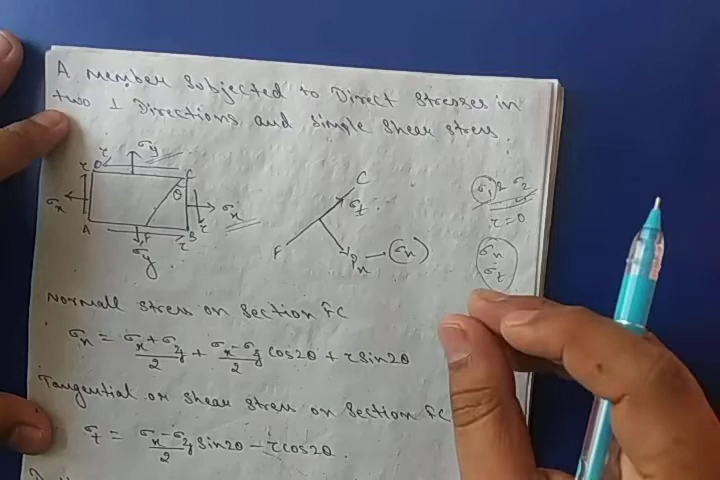 A member subjected to Direct stresses in
two ⊥ Directions and simple shear stress:
τ D τ σy C
θ
σx σx
A F B τ
σy
C
σt
F Pn → σn
σ1 & σ2
τ = 0
σn
σt
Normall stress on section FC
σn = σx+σy/2 + σx-σy/2 cos2θ + τ sin2θ
Tangential or shear stress on section FC
σt = σx-σy/2 sin2θ - τ cos2θ.